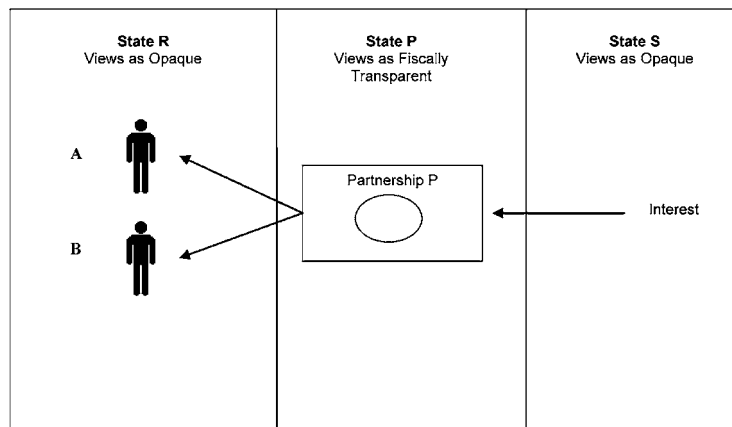 State R
Views as Opaque
State P
Views as Fiscally
Transparent
State S
Views as Opaque
A
B
Partnership P
Interest